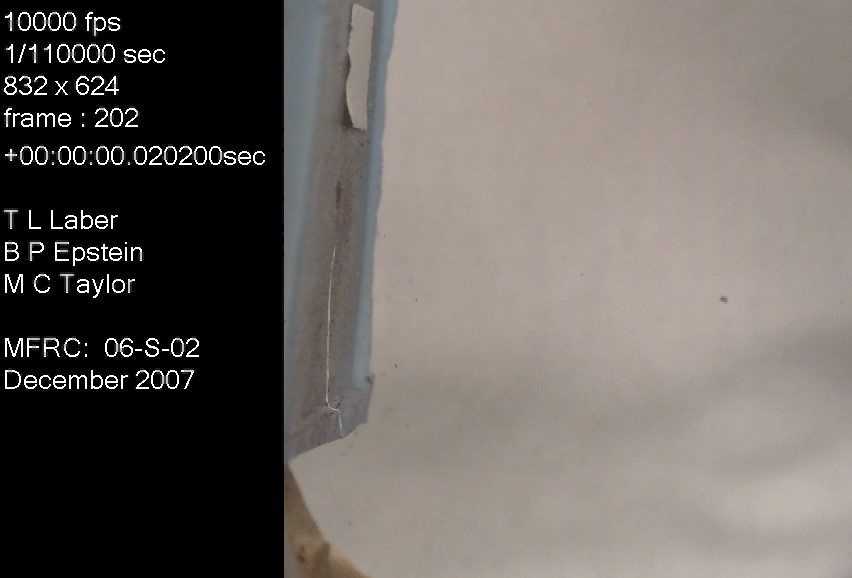 10000 fps
1/110000 sec
832 x 624
frame : 202
+00:00:00.020200sec
T L Laber
B P Epstein
M C Taylor
MFRC: 06-S-02
December 2007